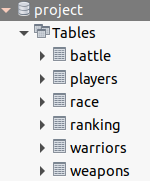 project
Tables
battle
players
race
ranking
warriors
weapons